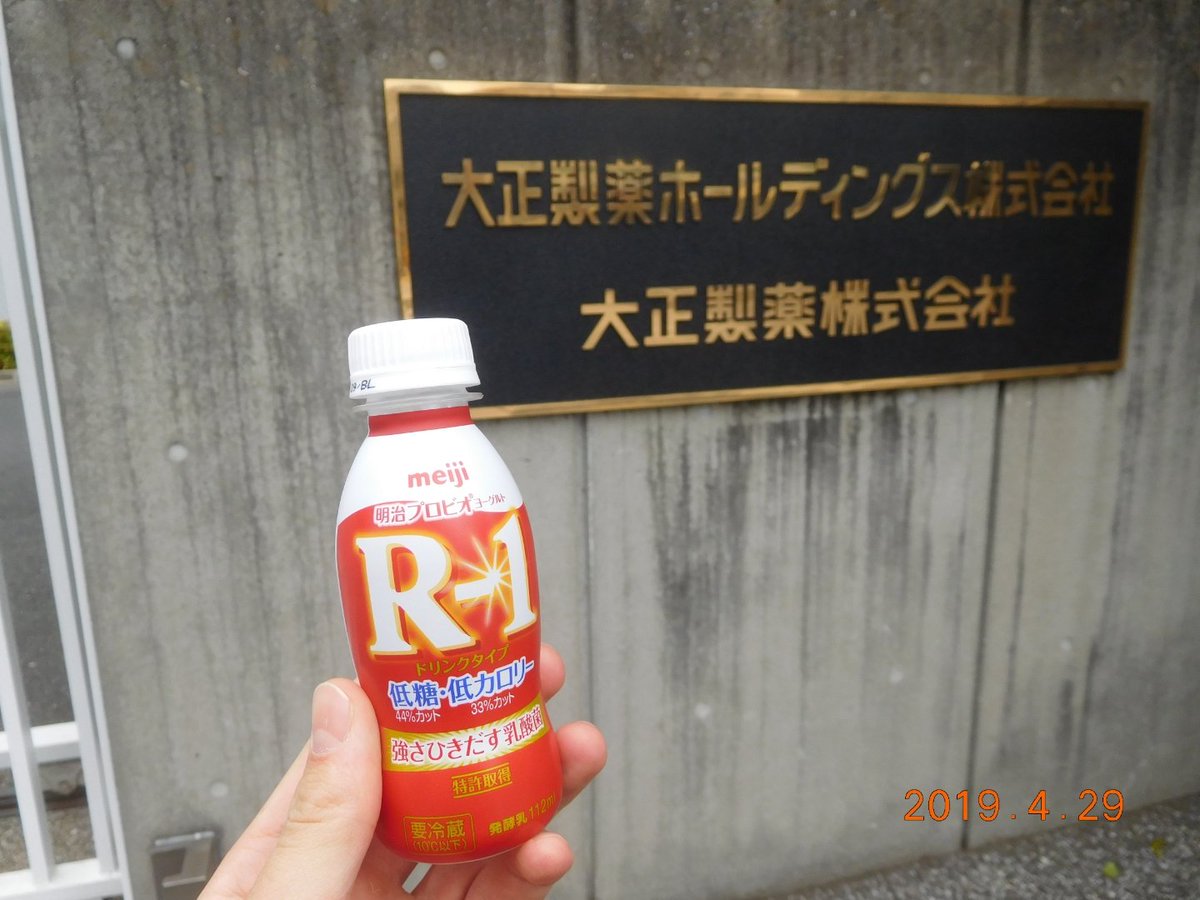 大正製薬ホールディングス株式会社
大正製薬株式会社
meiji
明治プロビオヨーグルト
R-1
ドリンクタイプ
低糖・低カロリー
44%カット 33%カット
強さひきだす乳酸菌
特許取得
発酵乳 112ml
要冷蔵
(10℃以下)
2019.4.29